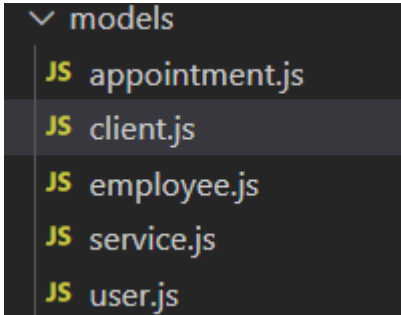 models
JS appointment.js
JS client.js
JS employee.js
JS service.js
JS user.js